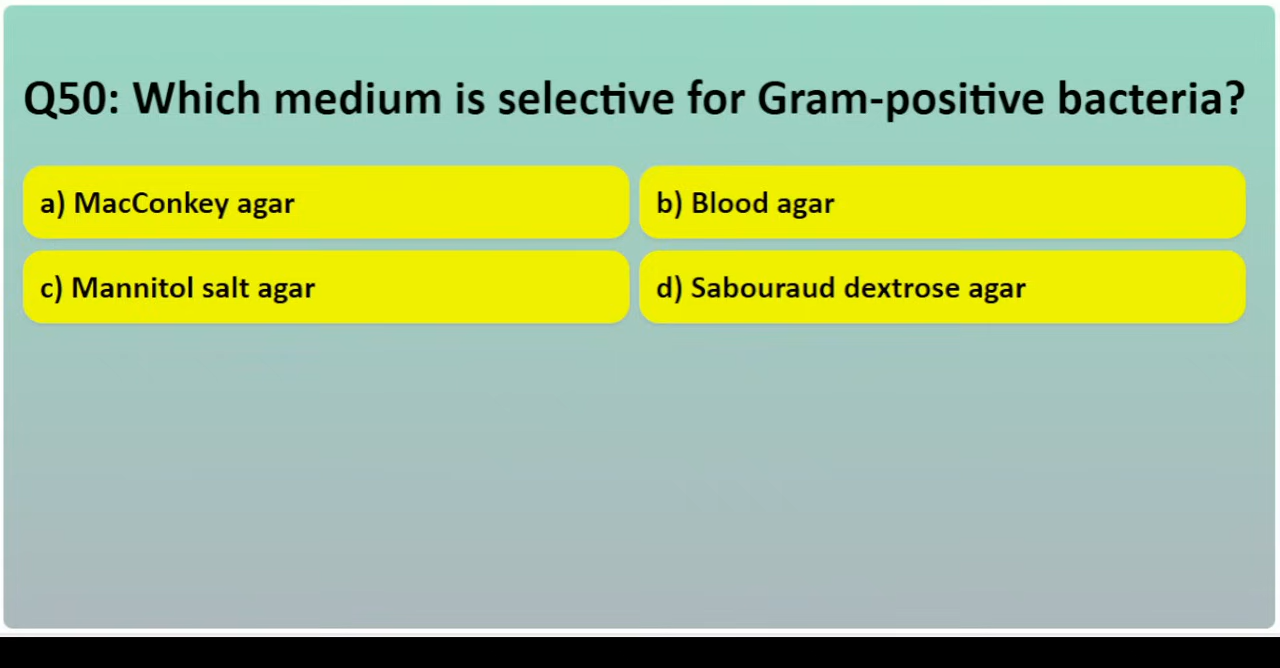 Q50: Which medium is selective for Gram-positive bacteria?
a) MacConkey agar
b) Blood agar
c) Mannitol salt agar
d) Sabouraud dextrose agar